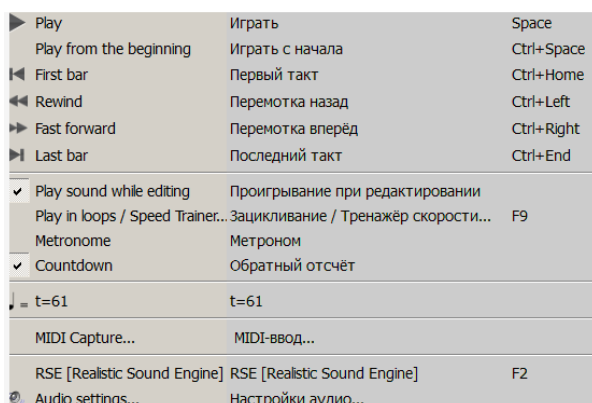 Play Играть Space
Play from the beginning Играть с начала Ctrl+Space
First bar Первый такт Ctrl+Home
Rewind Перемотка назад Ctrl+Left
Fast forward Перемотка вперёд Ctrl+Right
Last bar Последний такт Ctrl+End
Play sound while editing Проигрывание при редактировании
Play in loops / Speed Trainer... Зацикливание / Тренажёр скорости... F9
Metronome Метроном
Countdown Обратный отсчёт
= t=61 t=61
MIDI Capture... MIDI-ввод...
RSE [Realistic Sound Engine] RSE [Realistic Sound Engine] F2
Audio settings... Настройки аудио...